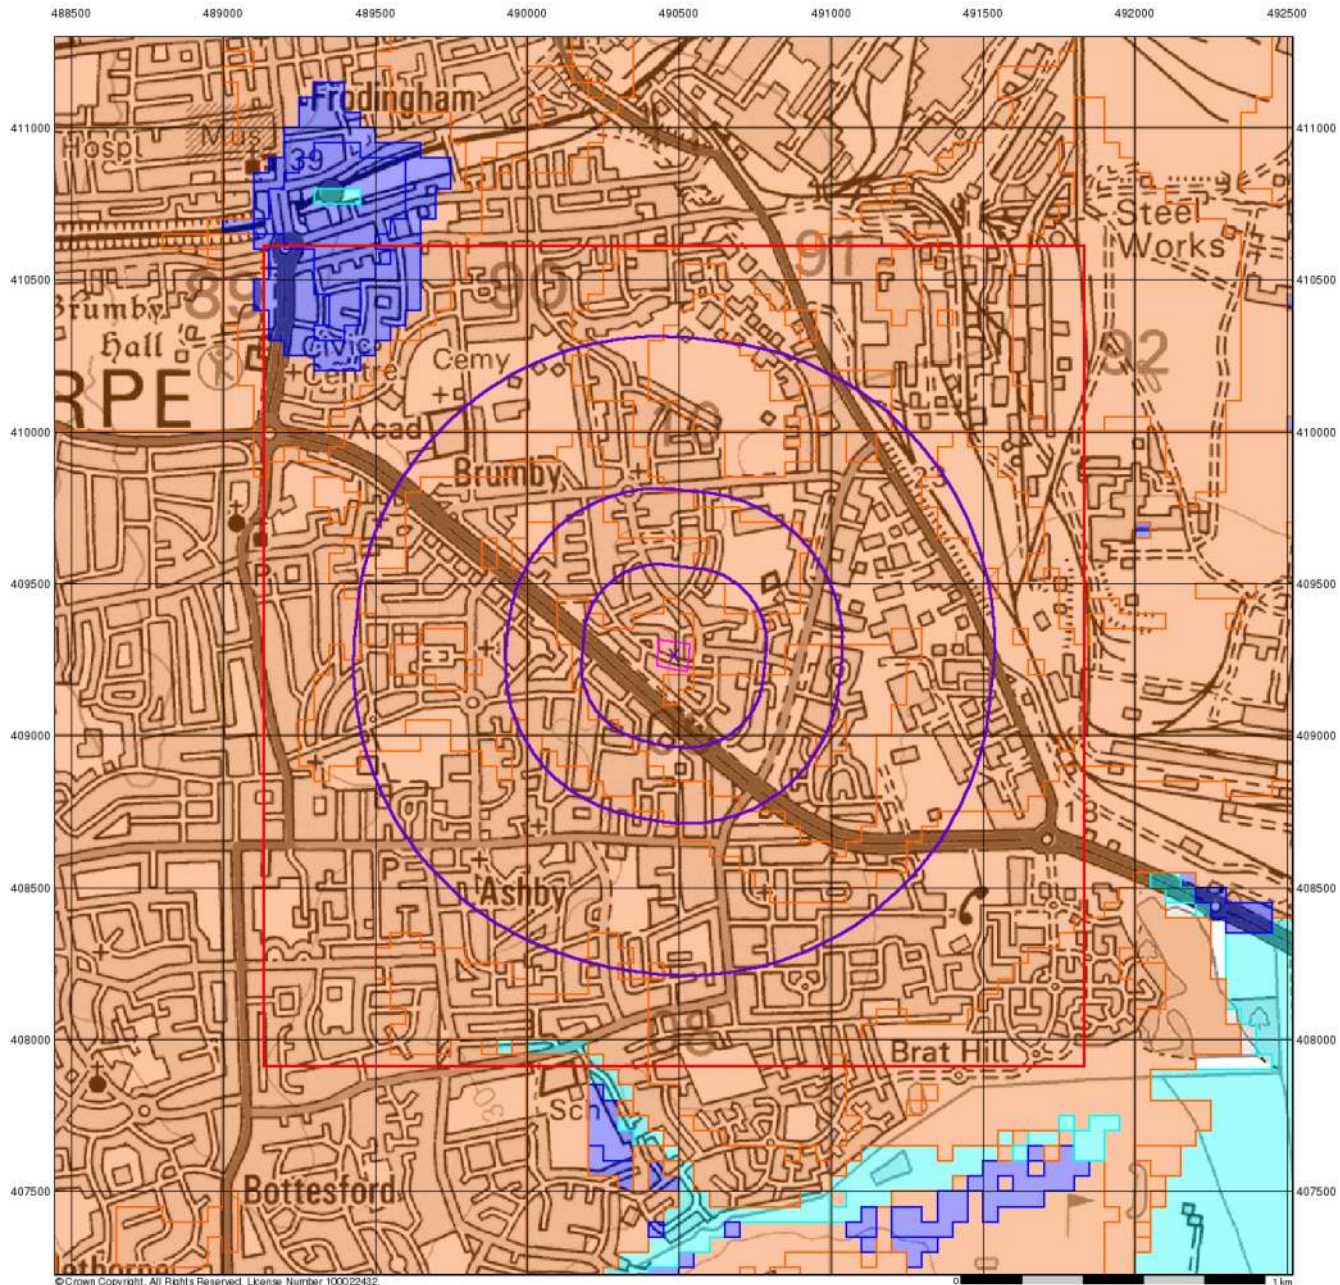 488500 489000 489500 490000 490500 491000 491500 492000 492500
411000 Frodingham 411000
Mus
Hospl
39
Steel
Works
91
410500 89 90 410500
Brumby
Hall
Civic
Centre
Cemy
92
RPE
Acad
410000 410000
Brumby
409500 409500
409000 409000
18
P
408500 Ashby 408500
408000 Brat Hill 408000
Sch
30
407500 Bottesford 407500
©Crown Copyright. All Rights Reserved. License Number 100022432.
0 1 km